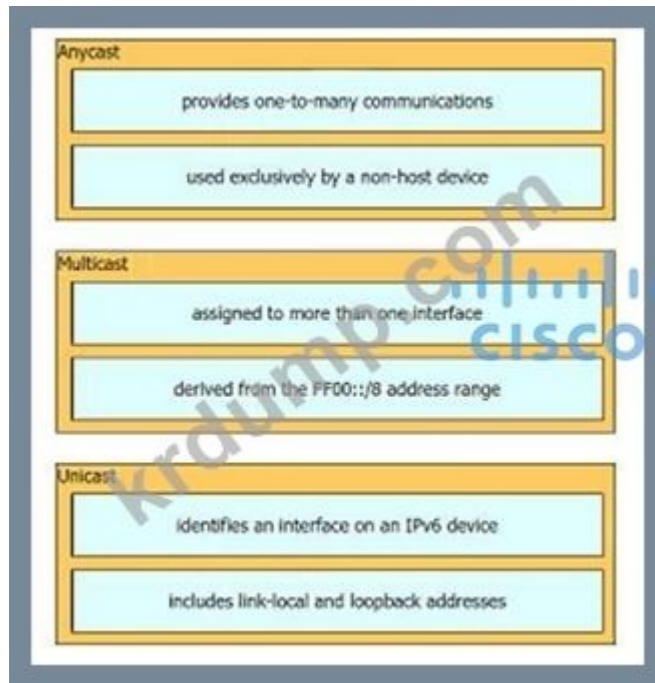 Anycast
provides one-to-many communications
used exclusively by a non-host device
Multicast
assigned to more than one interface
derived from the FF00::/8 address range
Unicast
identifies an interface on an IPv6 device
includes link-local and loopback addresses
krdump.com
CISCO